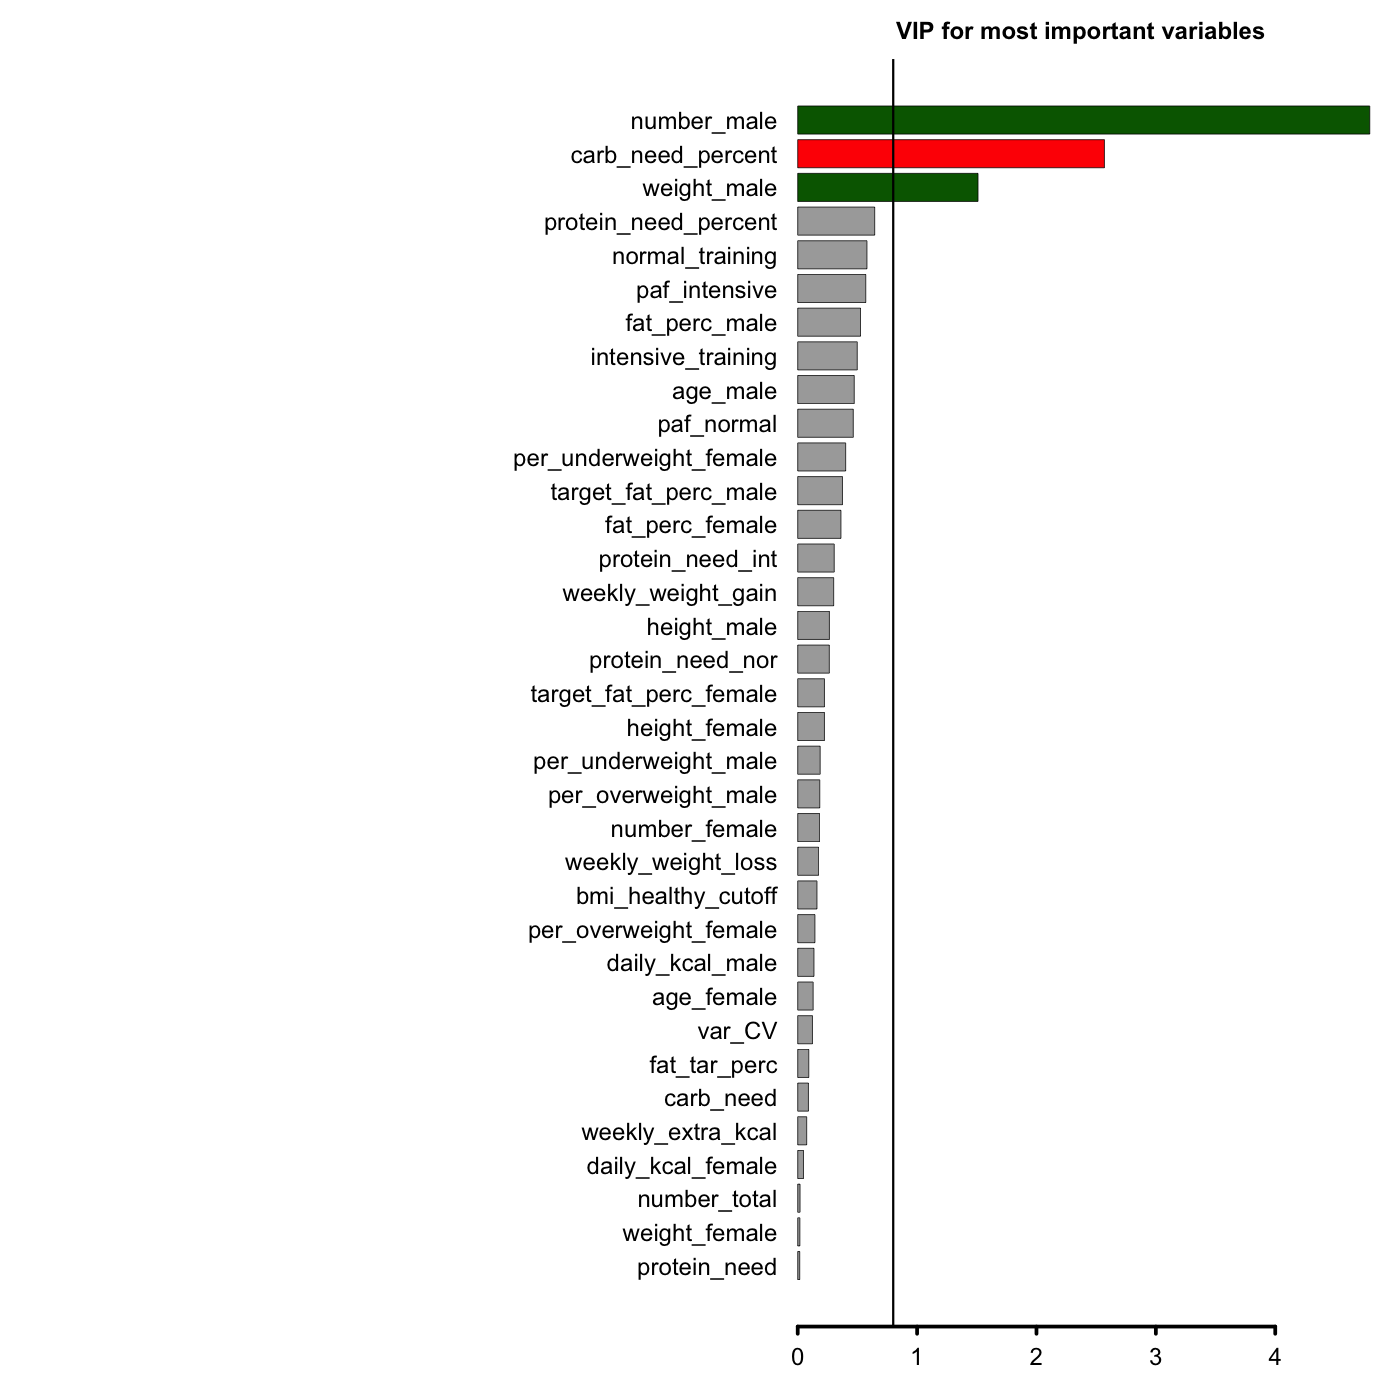 VIP for most important variables
number_male
carb_need_percent
weight_male
protein_need_percent
normal_training
paf_intensive
fat_perc_male
intensive_training
age_male
paf_normal
per_underweight_female
target_fat_perc_male
fat_perc_female
protein_need_int
weekly_weight_gain
height_male
protein_need_nor
target_fat_perc_female
height_female
per_underweight_male
per_overweight_male
number_female
weekly_weight_loss
bmi_healthy_cutoff
per_overweight_female
daily_kcal_male
age_female
var_CV
fat_tar_perc
carb_need
weekly_extra_kcal
daily_kcal_female
number_total
weight_female
protein_need
0 1 2 3 4